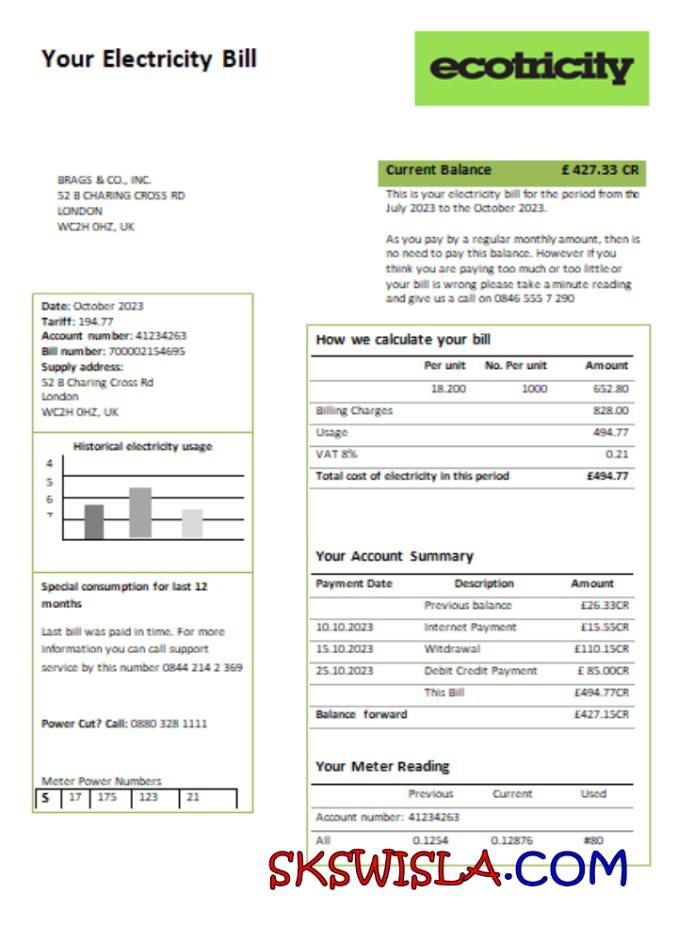 Your Electricity Bill
ecotricity
BRAGS & CO., INC.
52 B CHARING CROSS RD
LONDON
WC2H 0HZ, UK
Current Balance £ 427.33 CR
This is your electricity bill for the period from the
July 2023 to the October 2023.
As you pay by a regular monthly amount, then is
no need to pay this balance. However if you
think you are paying too much or too little or
your bill is wrong please take a minute reading
and give us a call on 0846 555 7 290
Date: October 2023
Tariff: 194.77
Account number: 41234263
Bill number: 700002154695
Supply address:
52 B Charing Cross Rd
London
WC2H 0HZ, UK
Historical electricity usage
4
5
6
7
Special consumption for last 12
months
Last bill was paid in time. For more
information you can call support
service by this number 0844 214 2 369
Power Cut? Call: 0880 328 1111
Meter Power Numbers
S 17 175 123 21
How we calculate your bill
Per unit No. Per unit Amount
18.200 1000 652.80
Billing Charges 828.00
Usage 494.77
VAT 8% 0.21
Total cost of electricity in this period £494.77
Your Account Summary
Payment Date Description Amount
Previous balance £26.33CR
10.10.2023 Internet Payment £15.55CR
15.10.2023 Witdrawal £110.15CR
25.10.2023 Debit Credit Payment £ 85.00CR
This Bill £494.77CR
Balance forward £427.15CR
Your Meter Reading
Previous Current Used
Account number: 41234263
All 0.1254 0.12876 #80
SKSWISLA.COM